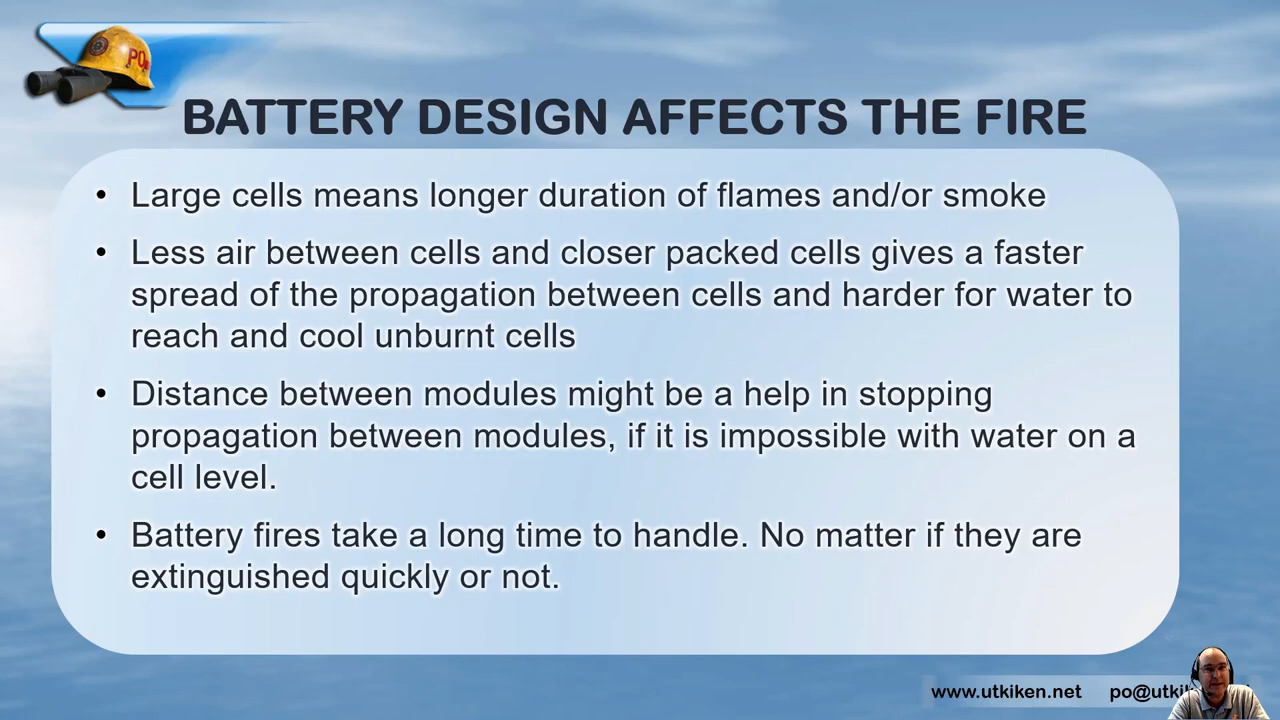 PO
BATTERY DESIGN AFFECTS THE FIRE
• Large cells means longer duration of flames and/or smoke
• Less air between cells and closer packed cells gives a faster
spread of the propagation between cells and harder for water to
reach and cool unburnt cells
• Distance between modules might be a help in stopping
propagation between modules, if it is impossible with water on a
cell level.
• Battery fires take a long time to handle. No matter if they are
extinguished quickly or not.
www.utkiken.net po@utki